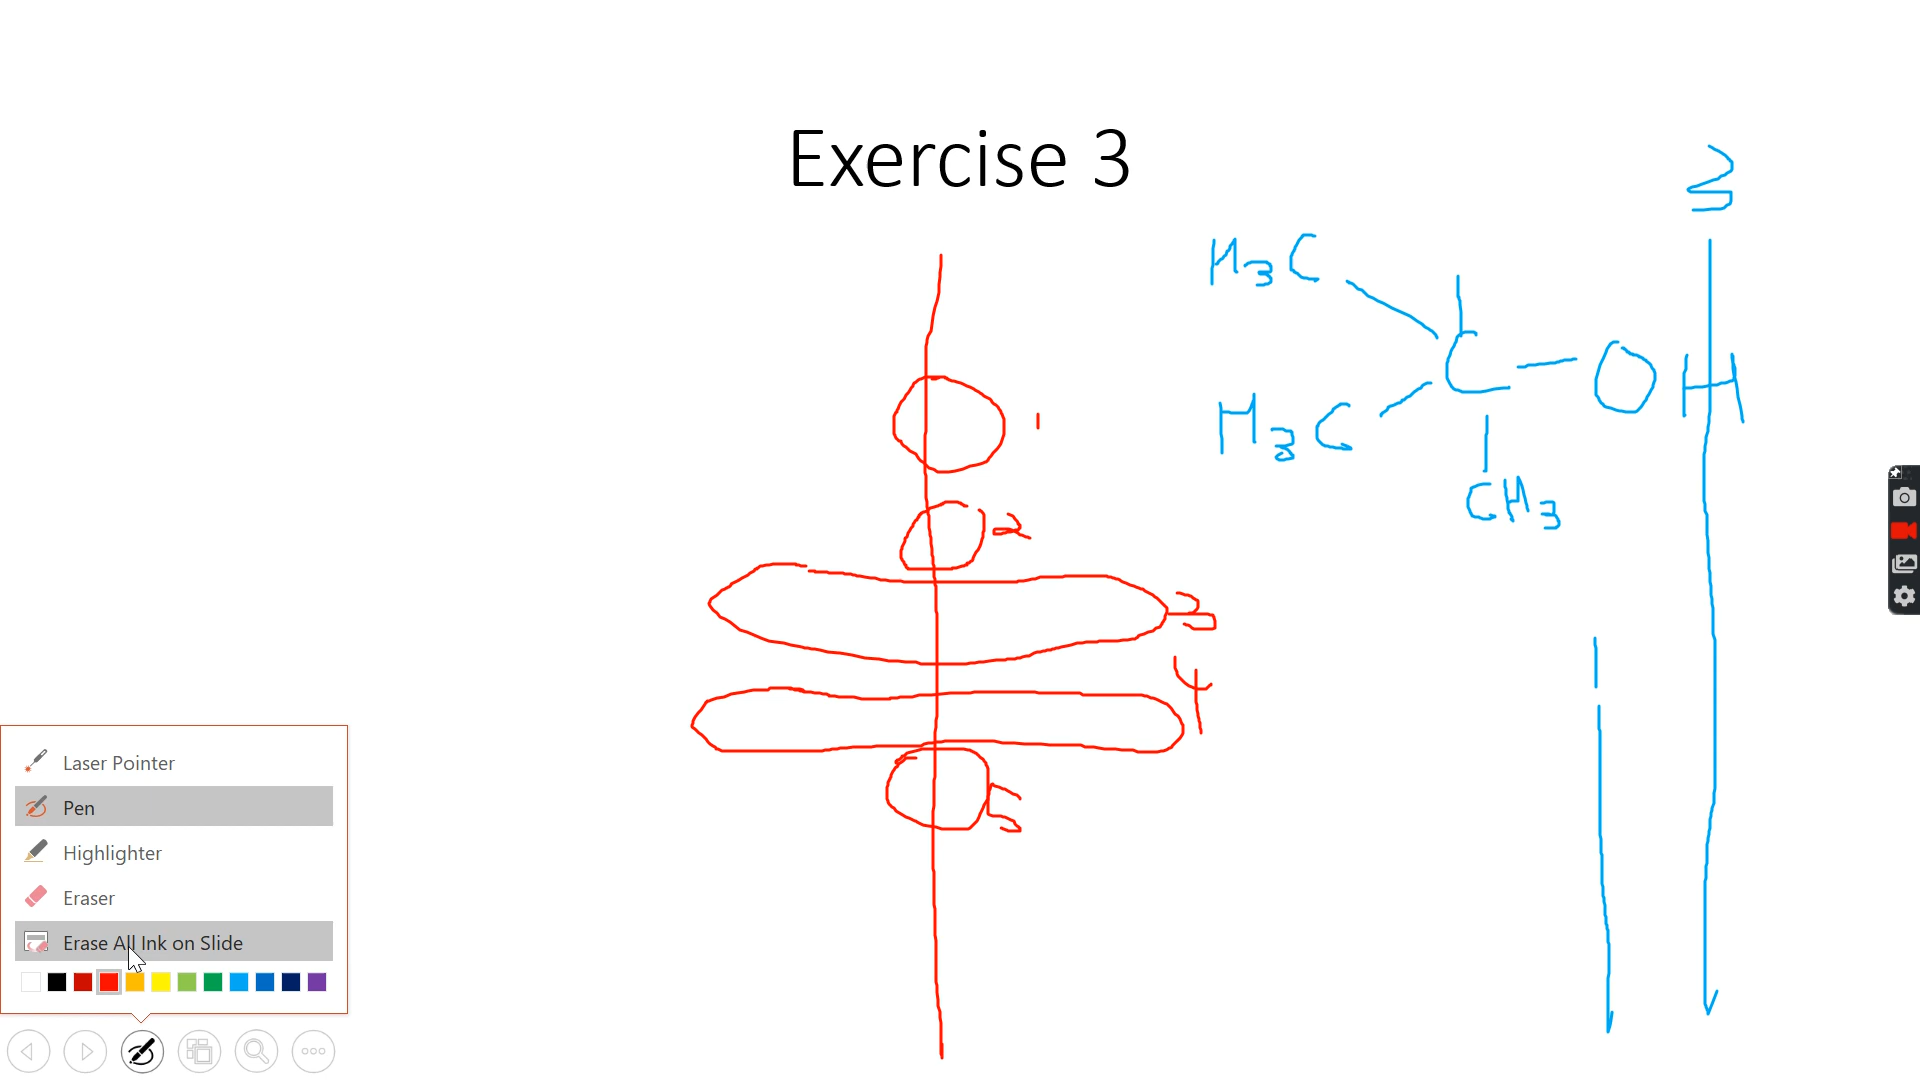 Exercise 3
3
H3C
C - OH
H3C
CH3
1
2
3
4
5
Laser Pointer
Pen
Highlighter
Eraser
Erase All Ink on Slide